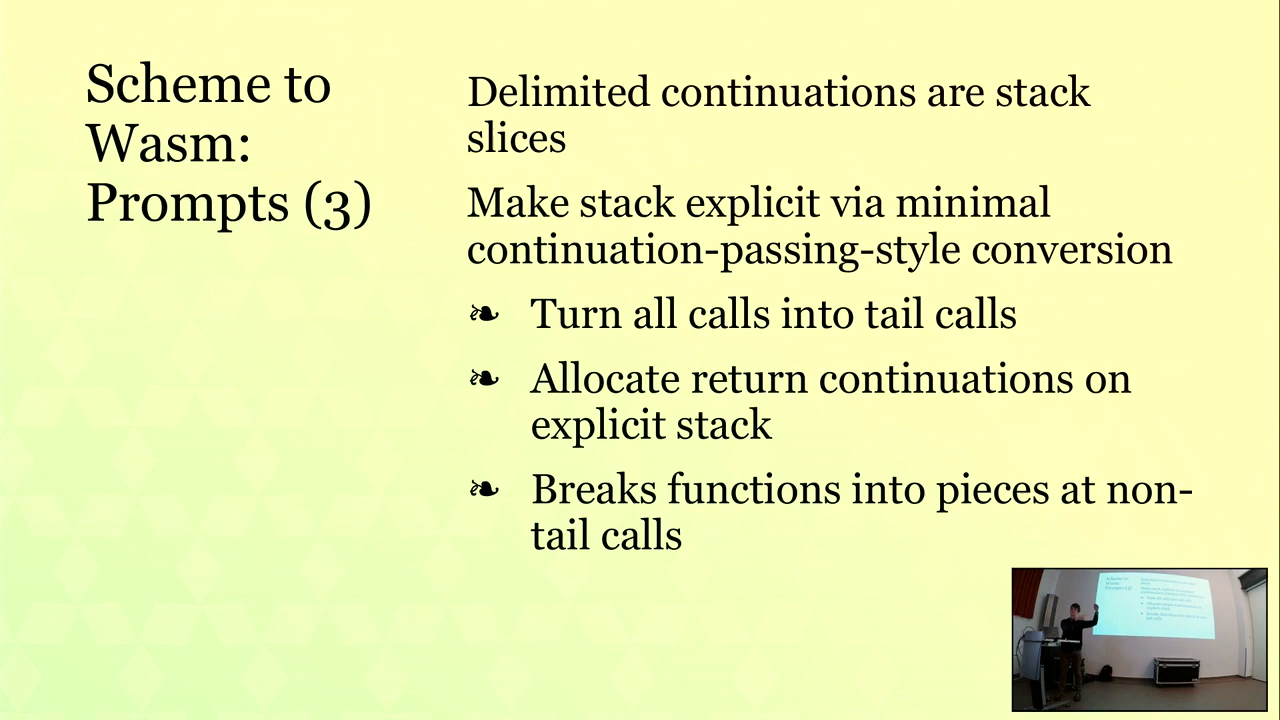 Scheme to
Wasm:
Prompts (3)
Delimited continuations are stack
slices
Make stack explicit via minimal
continuation-passing-style conversion
❧ Turn all calls into tail calls
❧ Allocate return continuations on
explicit stack
❧ Breaks functions into pieces at non-
tail calls